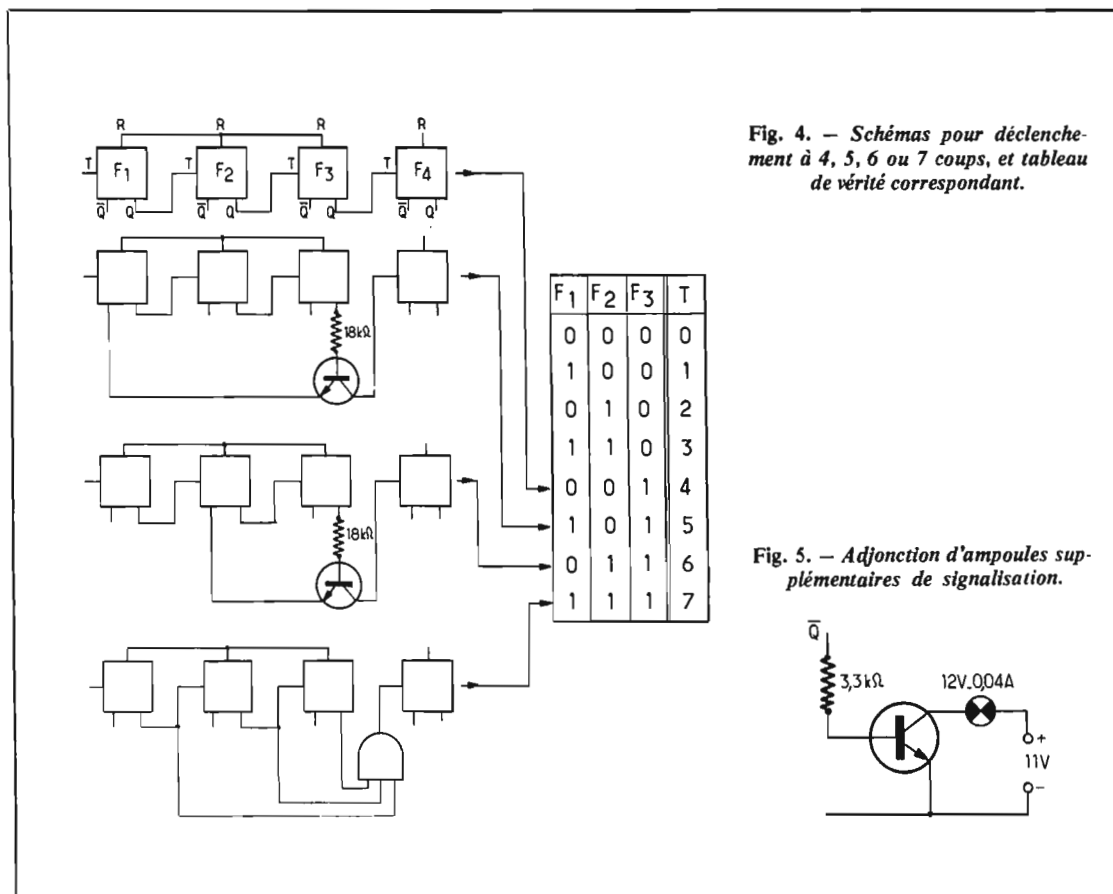 Fig. 4. — Schémas pour déclenche-
ment à 4, 5, 6 ou 7 coups, et tableau
de vérité correspondant.
R R R R
T F1 T F2 T F3 T F4
Q̅ Q Q̅ Q Q̅ Q Q̅ Q
18kΩ
18kΩ
F1 F2 F3 T
0 0 0 0
1 0 0 1
0 1 0 2
1 1 0 3
0 0 1 4
1 0 1 5
0 1 1 6
1 1 1 7
Fig. 5. — Adjonction d'ampoules sup-
plémentaires de signalisation.
Q̅
3,3kΩ
12V_0,04A
+
11V
-